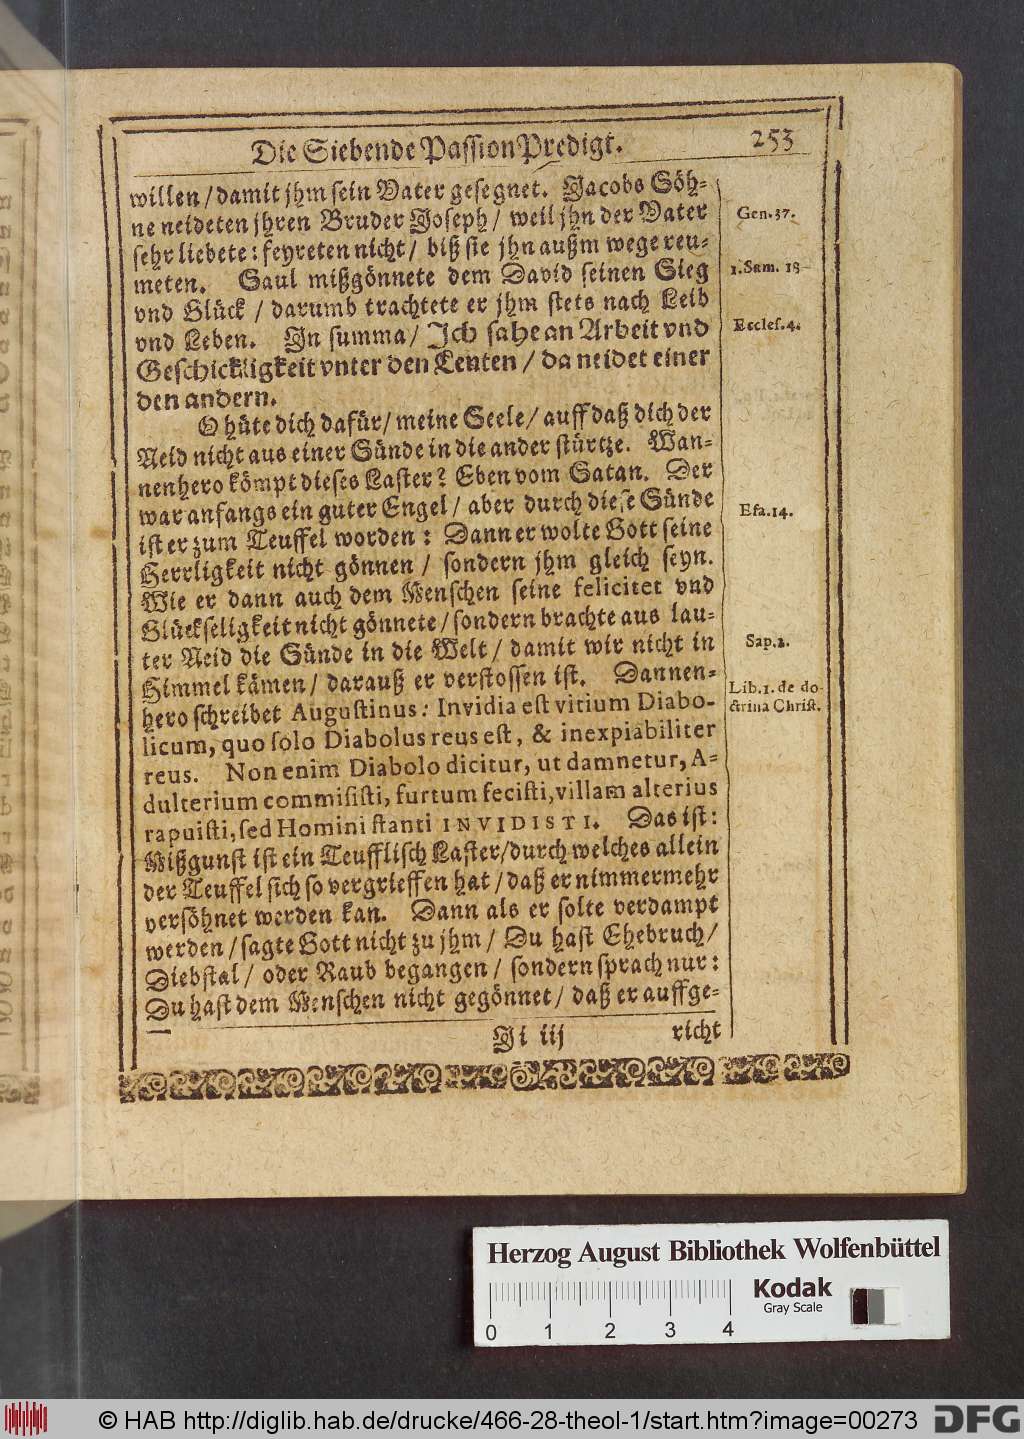 Die Siebende PassionPredigt. 253
willen / damit jhm sein Vater gesegnet. Jacobs Söh-
ne neideten jhren Bruder Joseph / weil jhn der Vater
sehr liebete: feyreten nicht / biß sie jhn außm wege reu-
meten. Saul mißgönnete dem David seinen Sieg
vnd Glück / darumb trachtete er jhm stets nach Leib
vnd Leben. Jn summa / Jch sahe an Arbeit vnd
Geschickligkeit vnter den Leuten / da neidet einer
den andern.
O hüte dich dafür / meine Seele / auff daß dich der
Neid nicht aus einer Sünde in die ander stürtze. Wan-
nenhero kömpt dieses Laster? Eben vom Satan. Der
war anfangs ein guter Engel / aber durch diese Sünde
ist er zum Teuffel worden: Dann er wolte Gott seine
Herrligkeit nicht gönnen / sondern jhm gleich seyn.
Wie er dann auch dem Menschen seine felicitet vnd
Glückseligkeit nicht gönnete / sondern brachte aus lau-
ter Neid die Sünde in die Welt / damit wir nicht in
Himmel kämen / darauß er verstossen ist. Dannen-
hero schreibet Augustinus: Invidia est vitium Diabo-
licum, quo solo Diabolus reus est, & inexpiabiliter
reus. Non enim Diabolo dicitur, ut damnetur, A-
dulterium commisisti, furtum fecisti, villam alterius
rapuisti, sed Homini stanti INVIDISTI. Das ist:
Mißgunst ist ein Teufflisch Laster / durch welches allein
der Teuffel sich so vergrieffen hat / daß er nimmermehr
versöhnet werden kan. Dann als er solte verdampt
werden / sagte Gott nicht zu jhm / Du hast Ehebruch /
Diebstal / oder Raub begangen / sondern sprach nur:
Du hast dem Menschen nicht gegönnet / daß er auffge-
Ji iij richt
Gen. 37.
1. Sam. 18
Eccles. 4.
Esa. 14.
Sap. 2.
Lib. 1. de do-
ctrina Christ.
Herzog August Bibliothek Wolfenbüttel
Kodak
Gray Scale
0 1 2 3 4
© HAB http://diglib.hab.de/drucke/466-28-theol-1/start.htm?image=00273
DFG